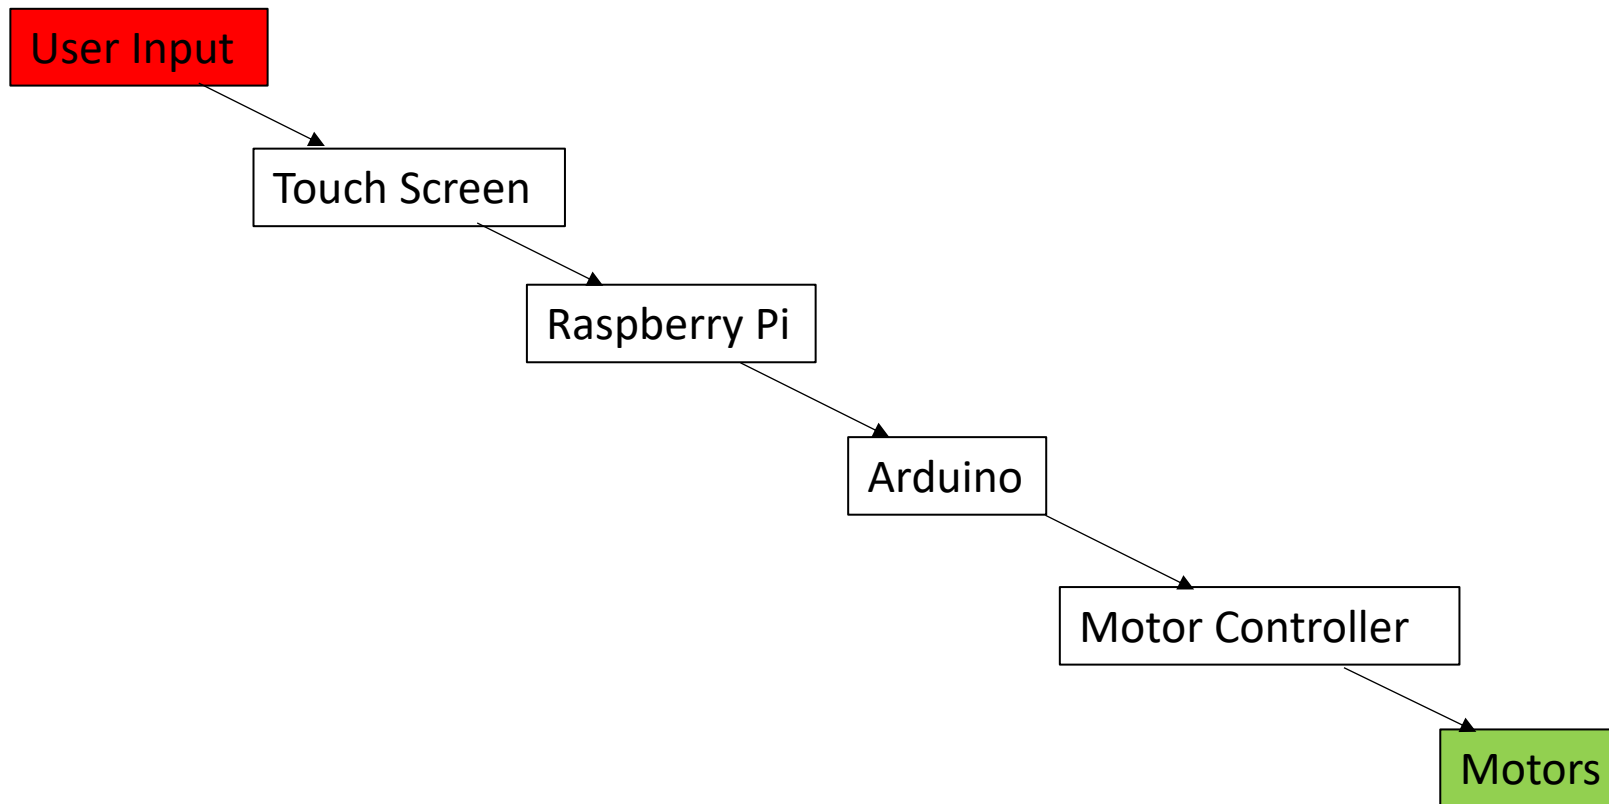 User Input
Touch Screen
Raspberry Pi
Arduino
Motor Controller
Motors